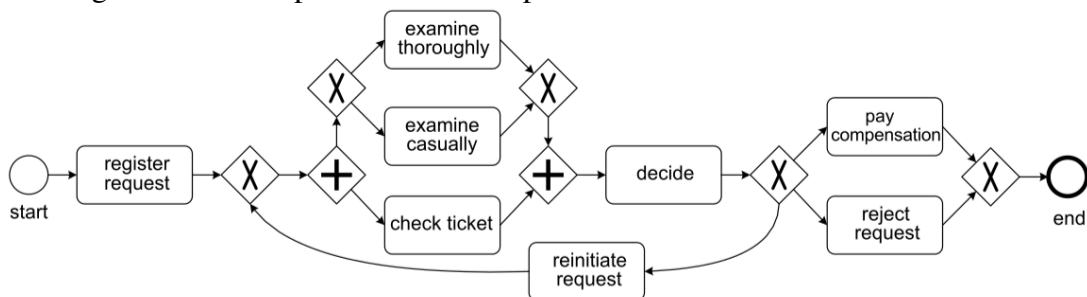 examine
thoroughly
examine
casually
pay
compensation
register
request
decide
start
check ticket
reject
request
end
reinitiate
request